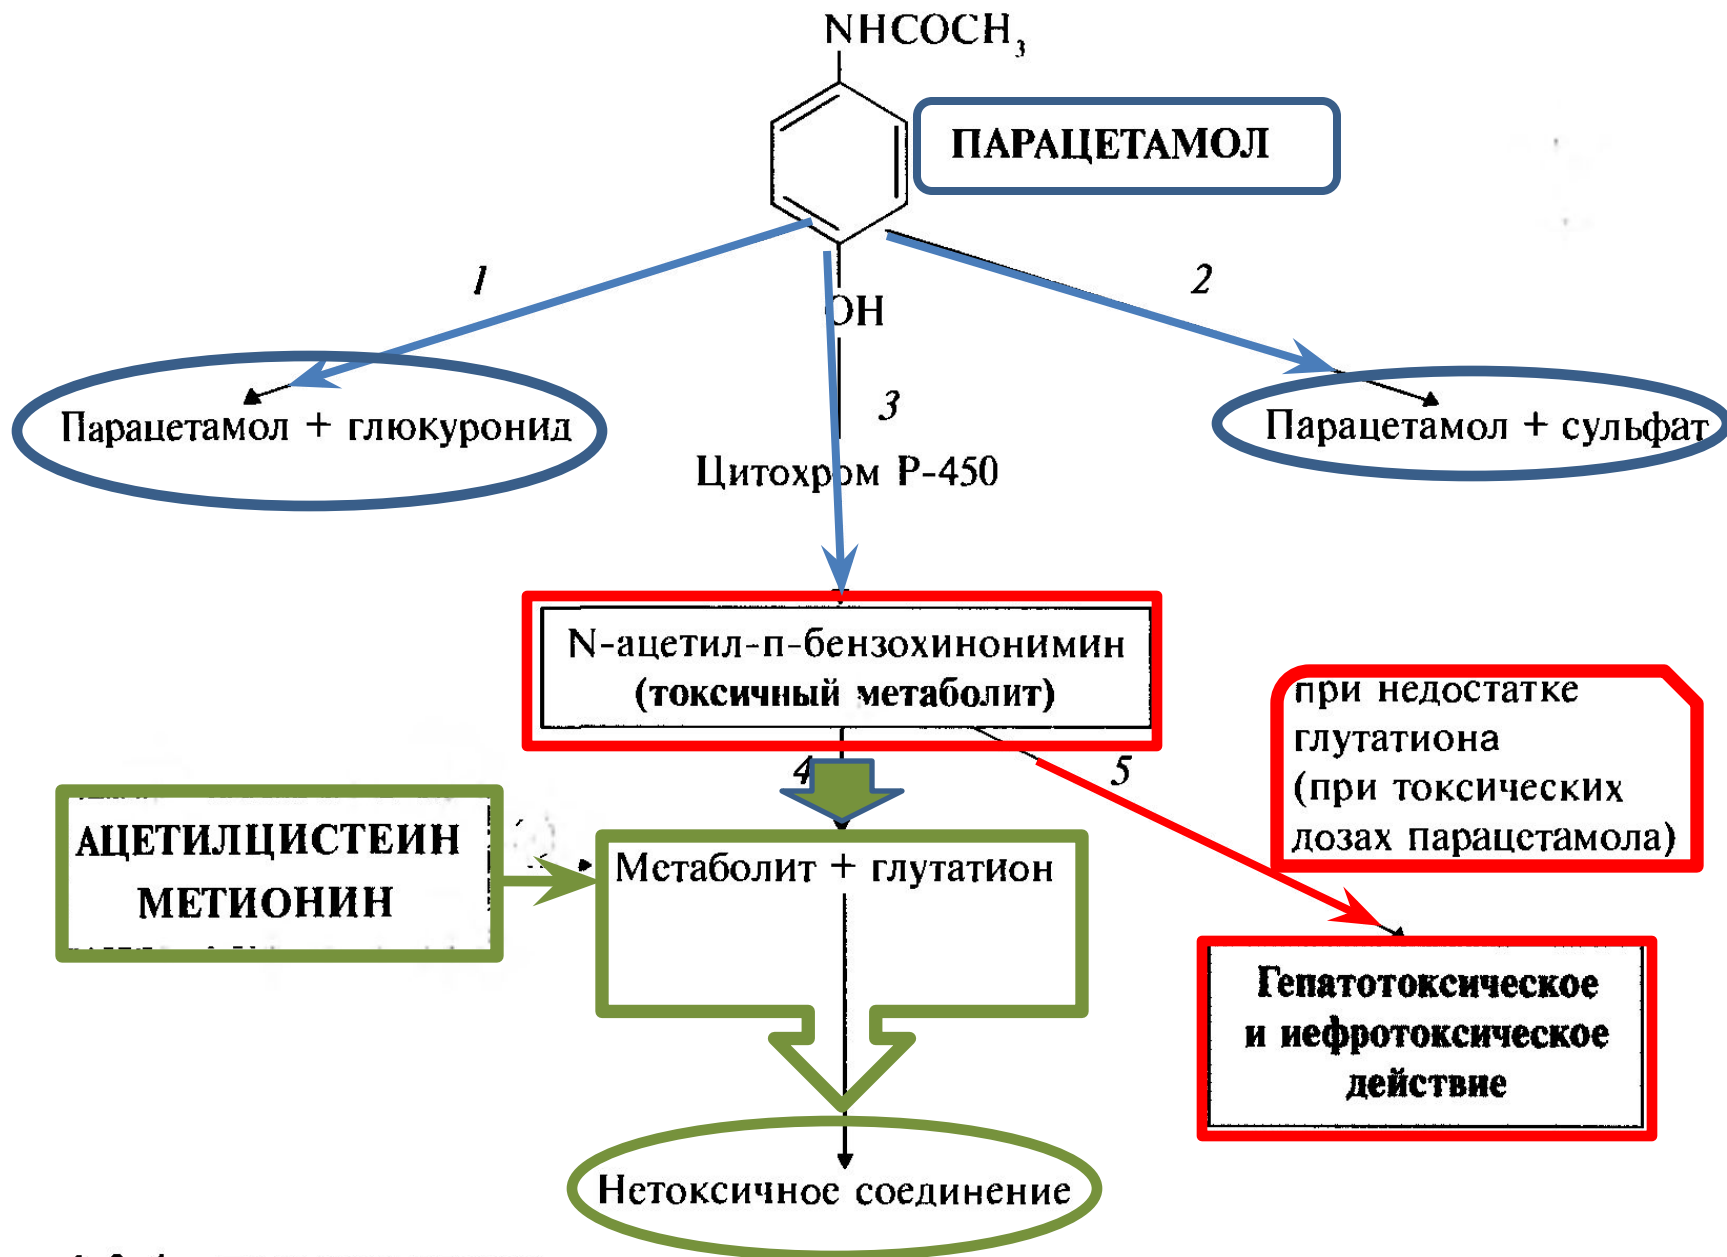 NHCOCH₃
ПАРАЦЕТАМОЛ
1
2
OH
3
Парацетамол + глюкуронид
Парацетамол + сульфат
Цитохром Р-450
N-ацетил-п-бензохинонимин
(токсичный метаболит)
при недостатке
глутатиона
(при токсических
дозах парацетамола)
4
5
АЦЕТИЛЦИСТЕИН
МЕТИОНИН
Метаболит + глутатион
Гепатотоксическое
и нефротоксическое
действие
Нетоксичное соединение